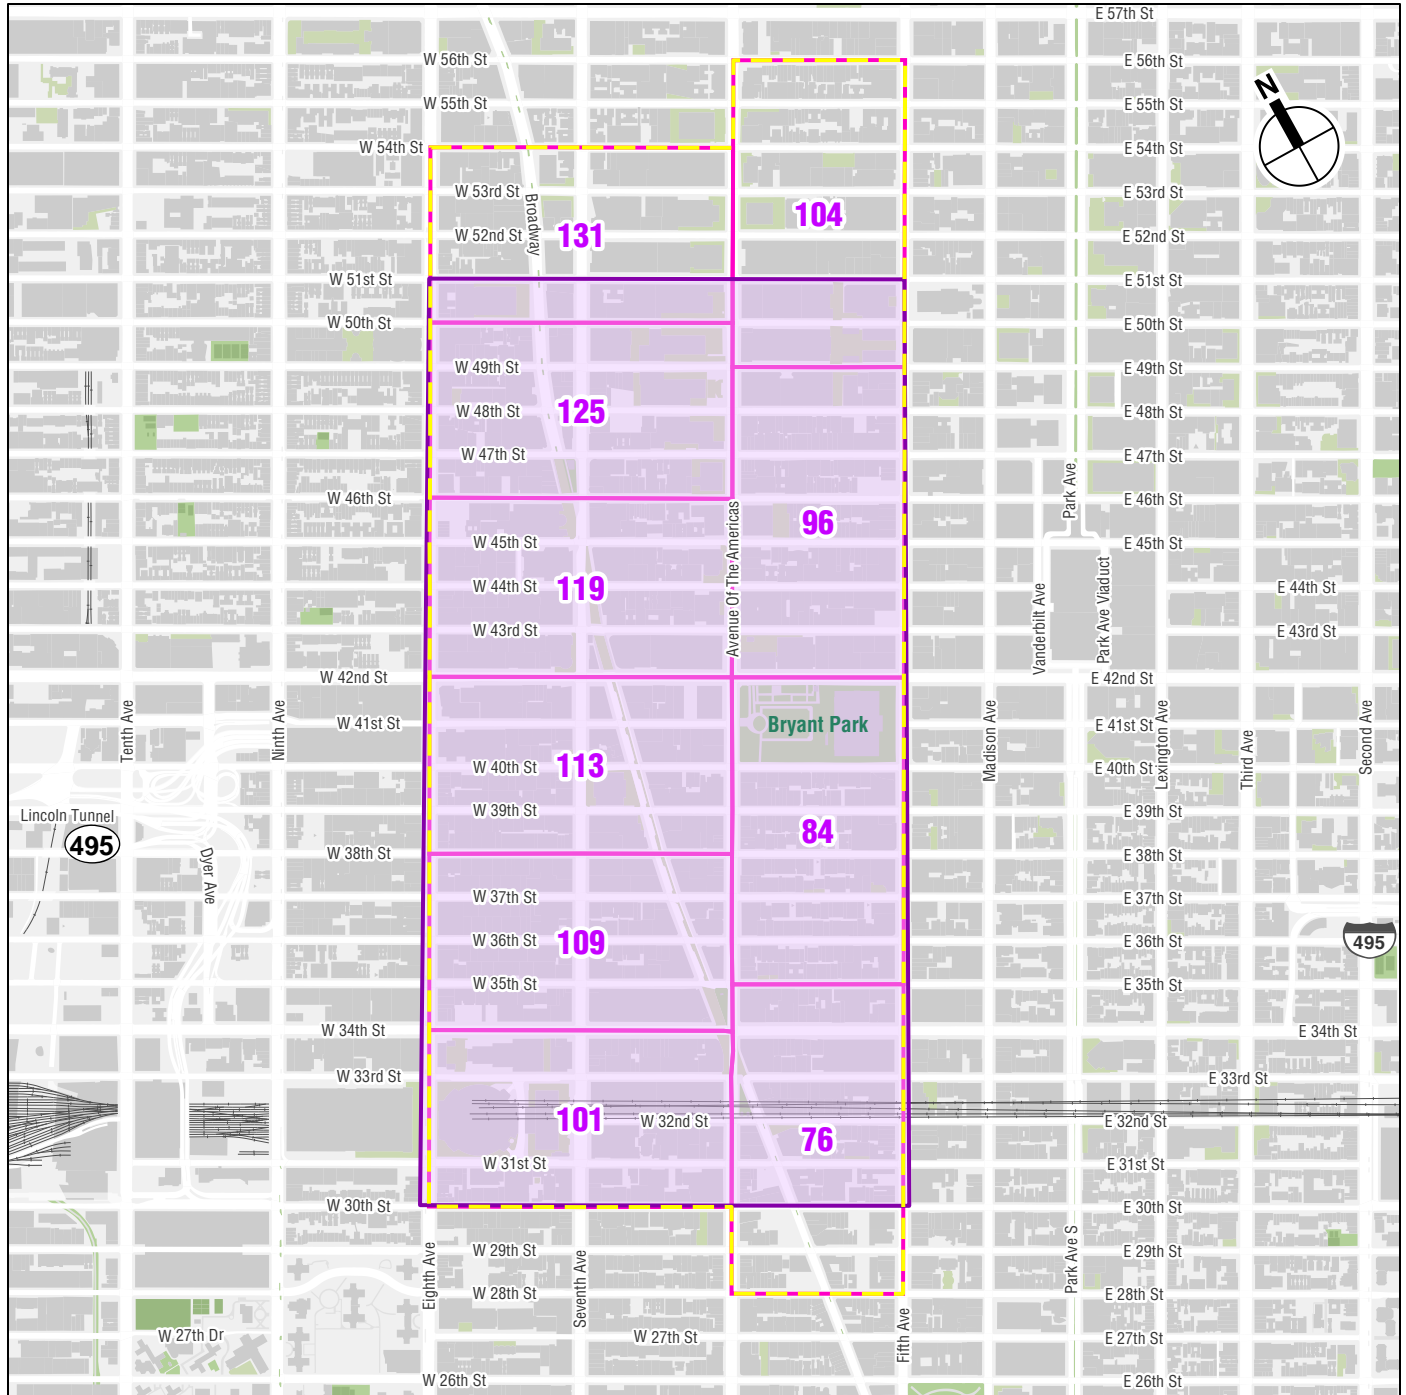 E 57th St
W 56th St
E 56th St
W 55th St
E 55th St
N
W 54th St
E 54th St
W 53rd St
E 53rd St
Broadway
104
W 52nd St
131
E 52nd St
W 51st St
E 51st St
W 50th St
E 50th St
W 49th St
E 49th St
W 48th St
125
E 48th St
W 47th St
E 47th St
W 46th St
Park Ave
E 46th St
96
W 45th St
E 45th St
Avenue Of The Americas
W 44th St
119
E 44th St
Vanderbilt Ave
Park Ave Viaduct
W 43rd St
E 43rd St
W 42nd St
E 42nd St
W 41st St
Bryant Park
E 41st St
Tenth Ave
Ninth Ave
Madison Ave
Lexington Ave
Third Ave
Second Ave
W 40th St
113
E 40th St
W 39th St
E 39th St
Lincoln Tunnel
495
84
W 38th St
E 38th St
Dyer Ave
W 37th St
E 37th St
W 36th St
109
E 36th St
495
W 35th St
E 35th St
W 34th St
E 34th St
W 33rd St
E 33rd St
101
W 32nd St
E 32nd St
76
W 31st St
E 31st St
W 30th St
E 30th St
W 29th St
E 29th St
Eighth Ave
Seventh Ave
Park Ave S
W 28th St
E 28th St
Fifth Ave
W 27th Dr
W 27th St
E 27th St
W 26th St
E 26th St